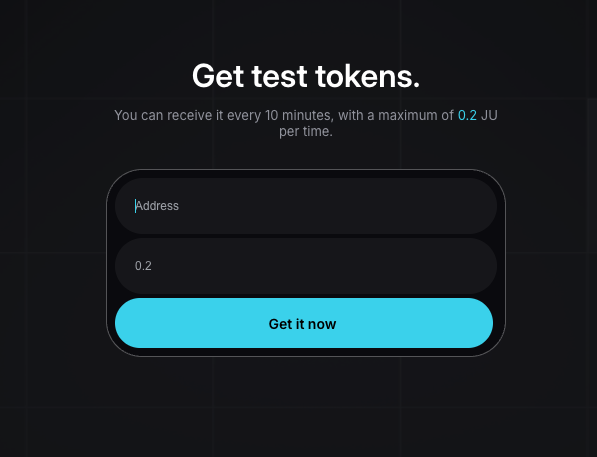 Get test tokens.
You can receive it every 10 minutes, with a maximum of 0.2 JU
per time.
Address
0.2
Get it now